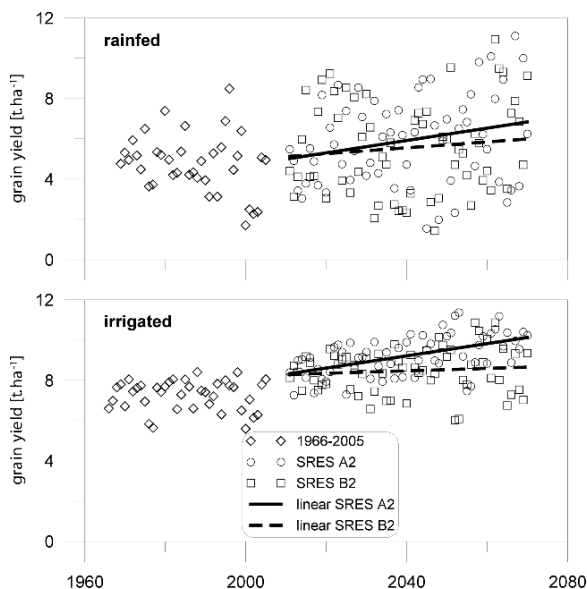 12
rainfed
8
grain yield [t.ha⁻¹]
4
0
12
irrigated
8
grain yield [t.ha⁻¹]
1966-2005
SRES A2
4
SRES B2
linear SRES A2
linear SRES B2
0
1960 2000 2040 2080